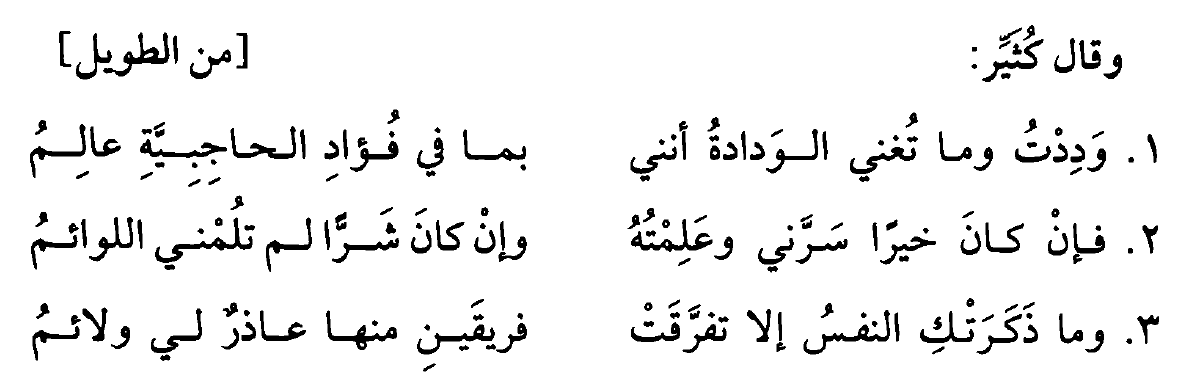 وقال كُثَيِّر: [من الطويل]
١. وَدِدْتُ وما تُغني الوَدادةُ أنني بما في فُؤادِ الحاجِبِيَّةِ عالِمُ
٢. فإنْ كانَ خيرًا سَرَّني وعَلِمْتُهُ وإنْ كانَ شَرًّا لم تلُمْني اللوائمُ
٣. وما ذَكَرَتْكِ النفسُ إلا تفرَّقَتْ فريقَينِ منها عاذرٌ لي ولائمُ